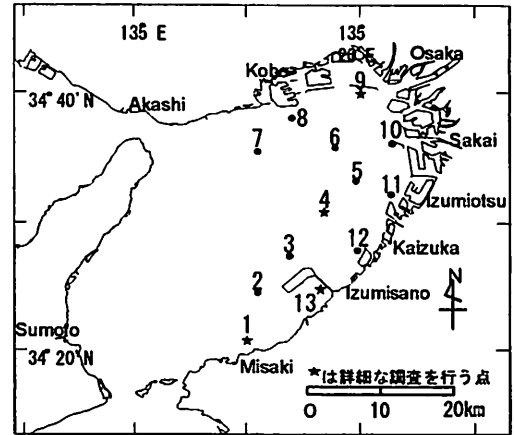 135 E
135
20 E
Osaka
Kobe
9
34° 40' N
Akashi
8
10
Sakai
7
6
5
11
Izumiotsu
4
12
Kaizuka
3
2
13
Izumisano
N
1
Sumoto
34° 20' N
Misaki
*は詳細な調査を行う点
0 10 20km